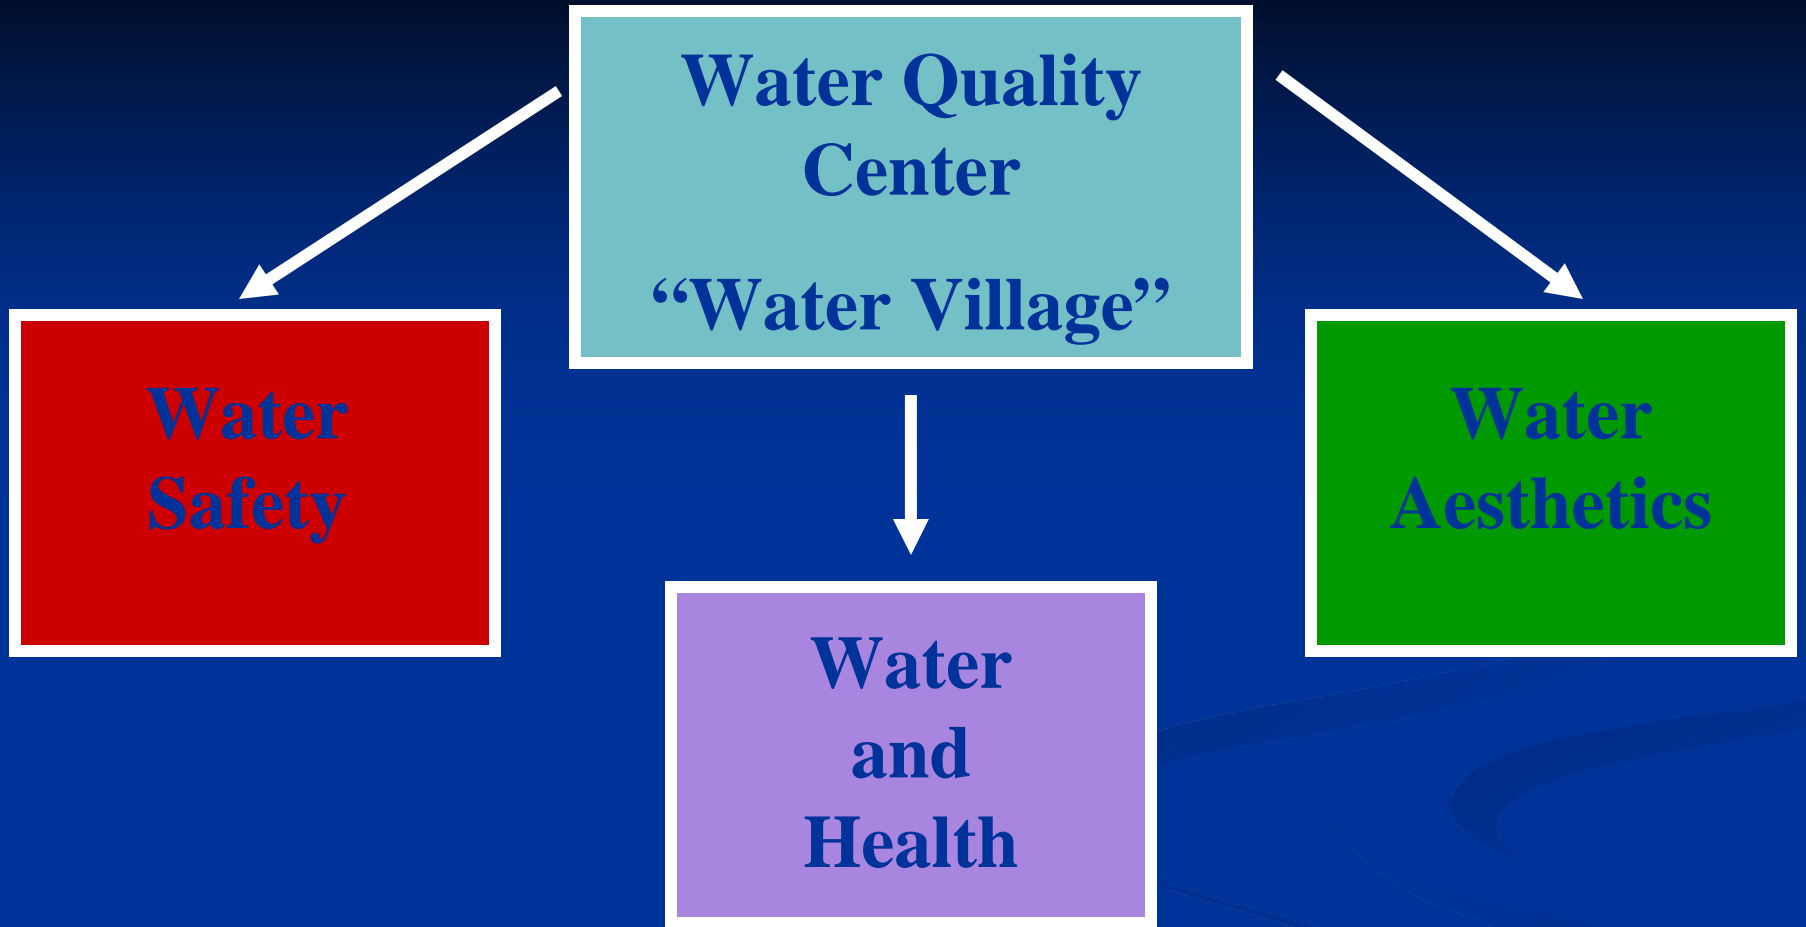 Water Quality
Center
“Water Village”
Water
Safety
Water
Aesthetics
Water
and
Health